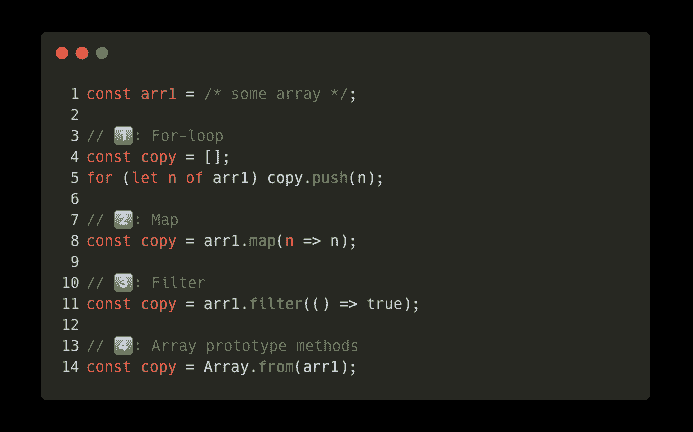 1 const arr1 = /* some array */;
2
3 // 1️⃣: For-loop
4 const copy = [];
5 for (let n of arr1) copy.push(n);
6
7 // 2️⃣: Map
8 const copy = arr1.map(n => n);
9
10 // 3️⃣: Filter
11 const copy = arr1.filter(() => true);
12
13 // 4️⃣: Array prototype methods
14 const copy = Array.from(arr1);